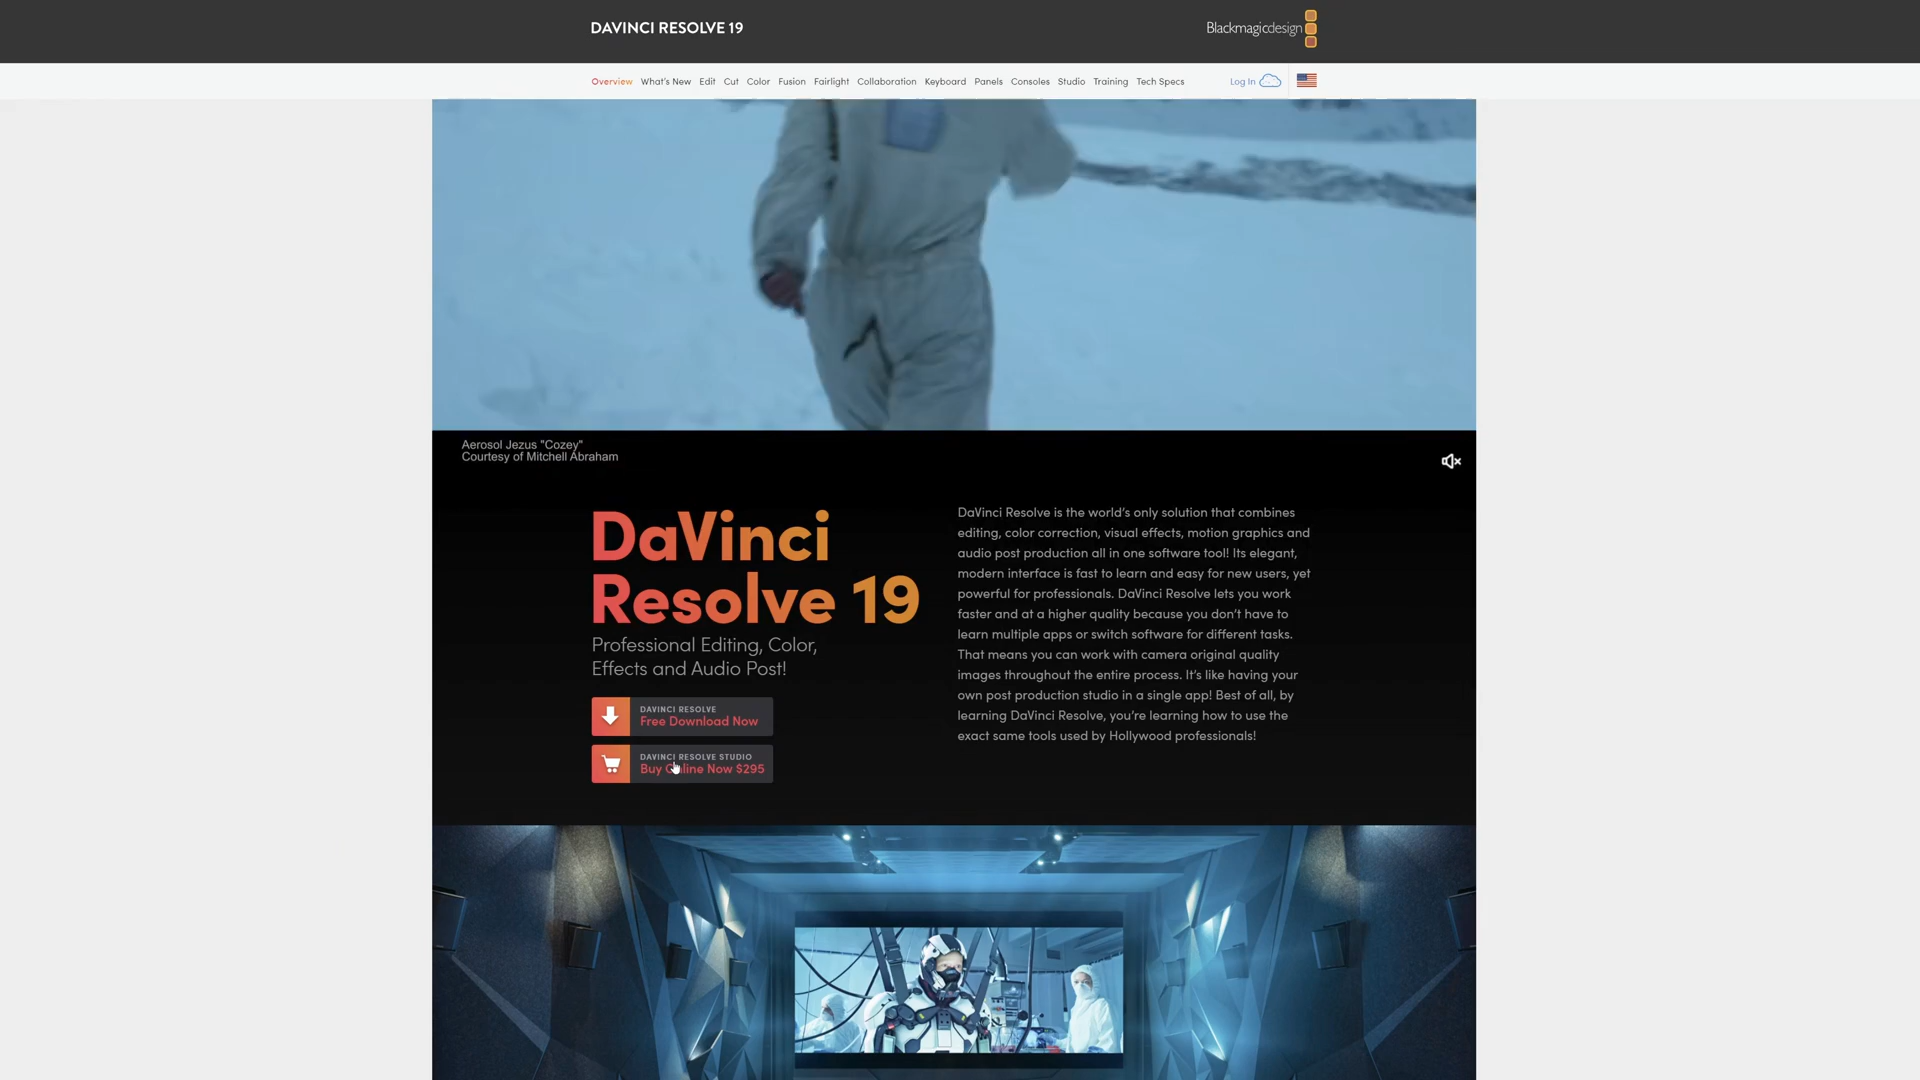 DAVINCI RESOLVE 19
Blackmagicdesign
Overview What's New Edit Cut Color Fusion Fairlight Collaboration Keyboard Panels Consoles Studio Training Tech Specs Log In
Aerosol Jezus "Cozey"
Courtesy of Mitchell Abraham
DaVinci
Resolve 19
Professional Editing, Color,
Effects and Audio Post!
DAVINCI RESOLVE
Free Download Now
DAVINCI RESOLVE STUDIO
Buy Online Now $295
DaVinci Resolve is the world's only solution that combines
editing, color correction, visual effects, motion graphics and
audio post production all in one software tool! Its elegant,
modern interface is fast to learn and easy for new users, yet
powerful for professionals. DaVinci Resolve lets you work
faster and at a higher quality because you don't have to
learn multiple apps or switch software for different tasks.
That means you can work with camera original quality
images throughout the entire process. It's like having your
own post production studio in a single app! Best of all, by
learning DaVinci Resolve, you're learning how to use the
exact same tools used by Hollywood professionals!